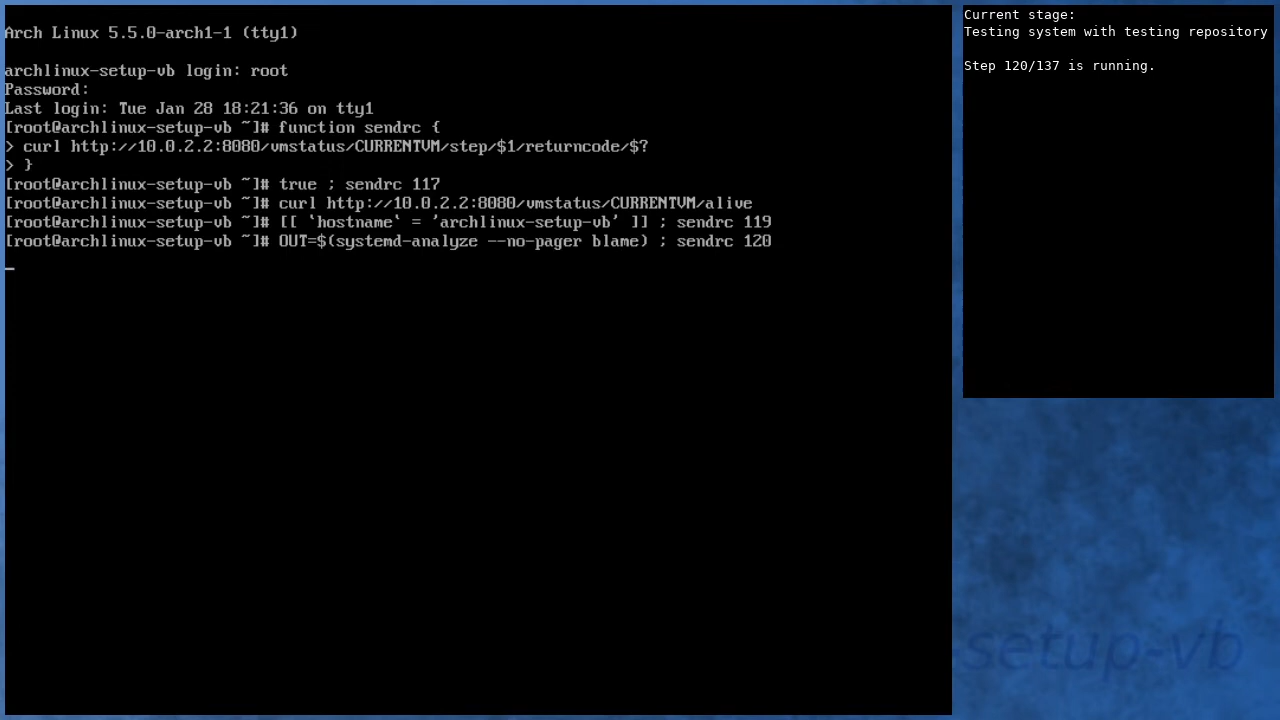 Arch Linux 5.5.0-arch1-1 (tty1)
archlinux-setup-vb login: root
Password:
Last login: Tue Jan 28 18:21:36 on tty1
[root@archlinux-setup-vb ~]# function sendrc {
> curl http://10.0.2.2:8080/vmstatus/CURRENTVM/step/$1/returncode/$?
> }
[root@archlinux-setup-vb ~]# true ; sendrc 117
[root@archlinux-setup-vb ~]# curl http://10.0.2.2:8080/vmstatus/CURRENTVM/alive
[root@archlinux-setup-vb ~]# [[ `hostname` = 'archlinux-setup-vb' ]] ; sendrc 119
[root@archlinux-setup-vb ~]# OUT=$(systemd-analyze --no-pager blame) ; sendrc 120
Current stage:
Testing system with testing repository
Step 120/137 is running.
setup-vb